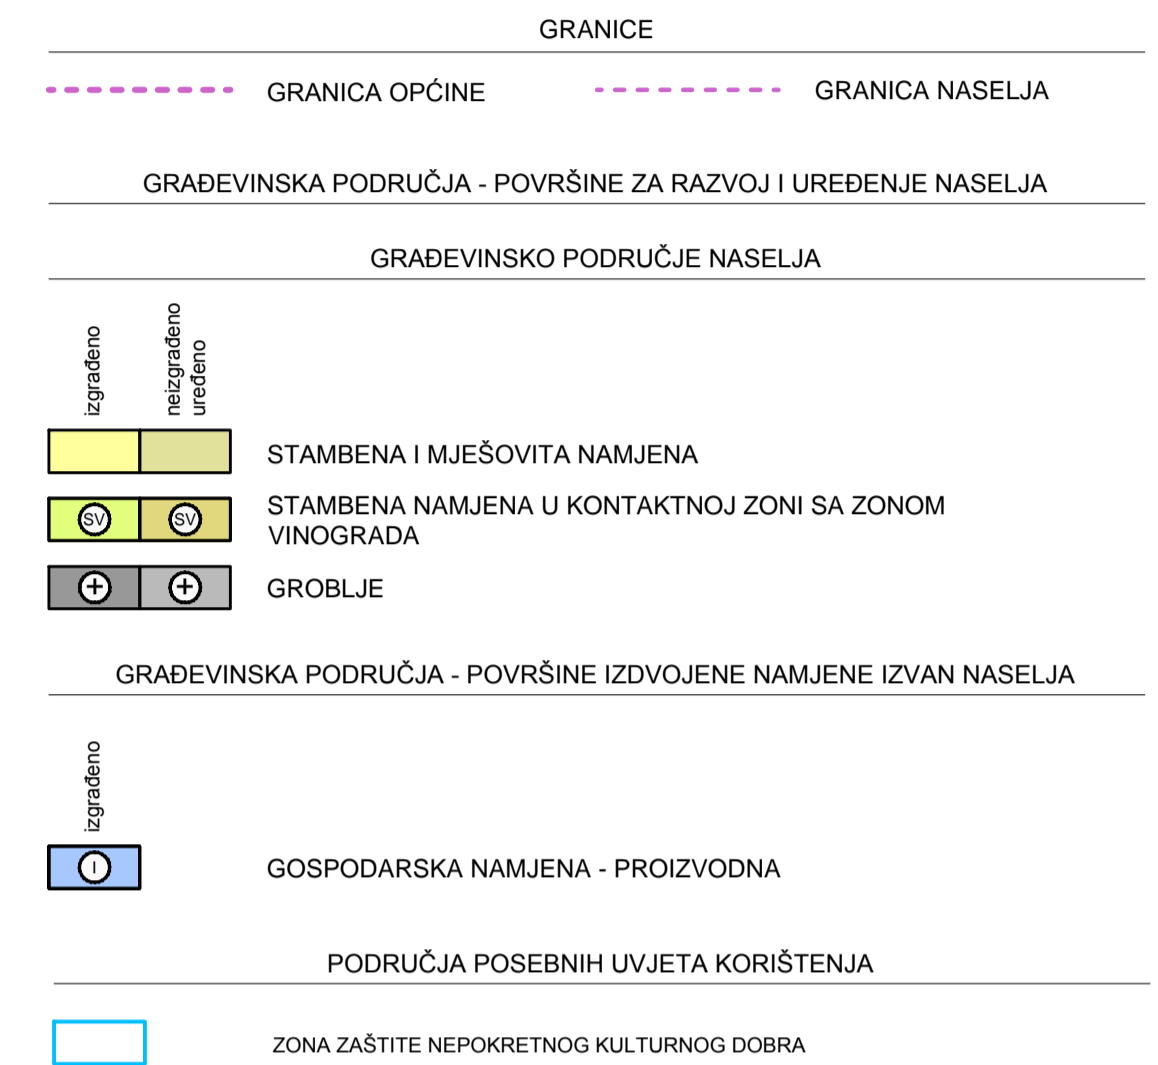 GRANICE
GRANICA OPĆINE
GRANICA NASELJA
GRAĐEVINSKA PODRUČJA - POVRŠINE ZA RAZVOJ I UREĐENJE NASELJA
GRAĐEVINSKO PODRUČJE NASELJA
izgrađeno
neizgrađeno
uređeno
STAMBENA I MJEŠOVITA NAMJENA
SV
SV
STAMBENA NAMJENA U KONTAKTNOJ ZONI SA ZONOM
VINOGRADA
GROBLJE
GRAĐEVINSKA PODRUČJA - POVRŠINE IZDVOJENE NAMJENE IZVAN NASELJA
izgrađeno
I
GOSPODARSKA NAMJENA - PROIZVODNA
PODRUČJA POSEBNIH UVJETA KORIŠTENJA
ZONA ZAŠTITE NEPOKRETNOG KULTURNOG DOBRA